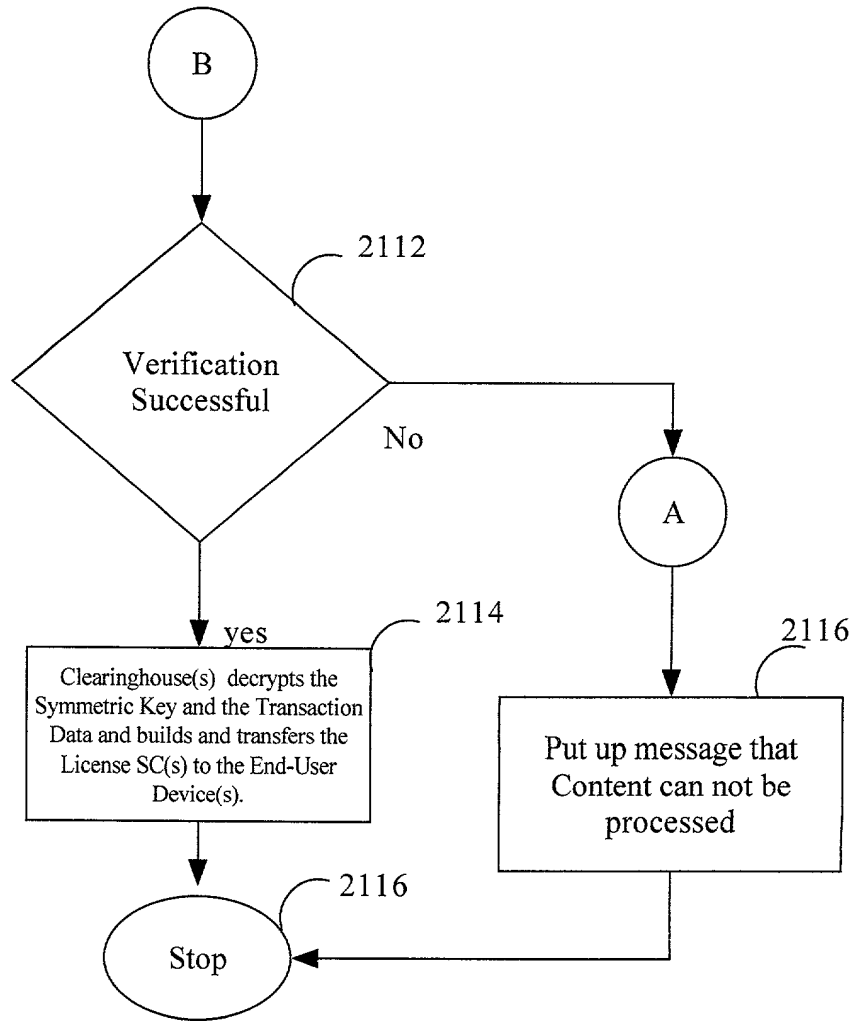 B
2112
Verification
Successful
No
A
yes
2114
Clearinghouse(s) decrypts the
Symmetric Key and the Transaction
Data and builds and transfers the
License SC(s) to the End-User
Device(s).
2116
Put up message that
Content can not be
processed
2116
Stop